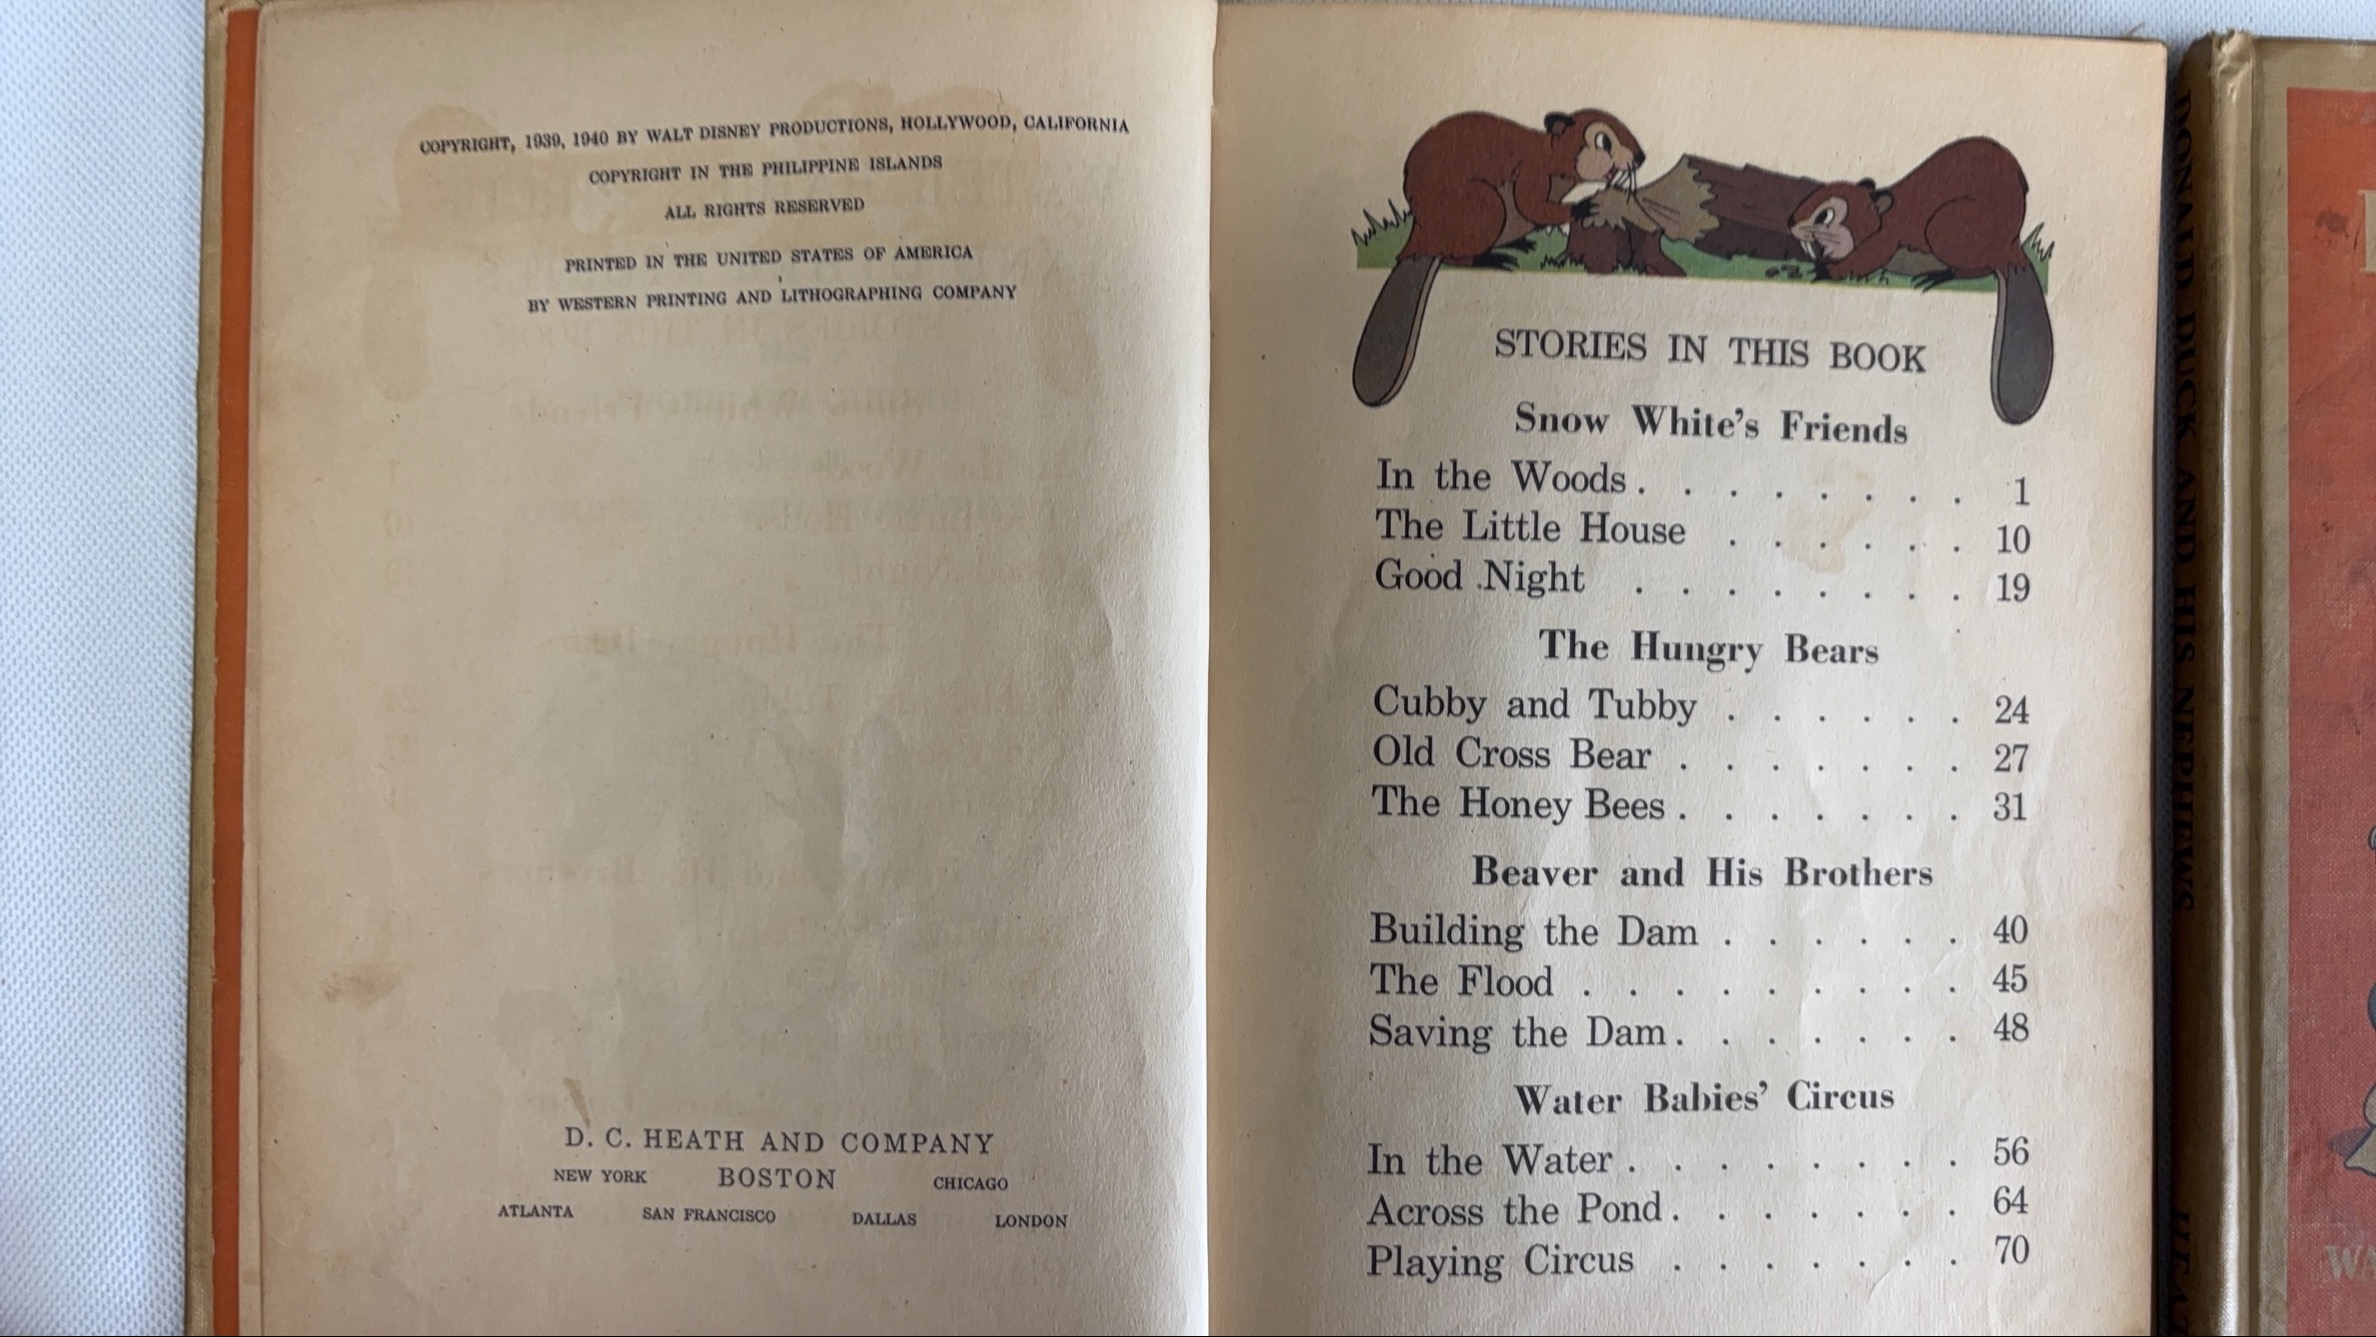 COPYRIGHT, 1939, 1940 BY WALT DISNEY PRODUCTIONS, HOLLYWOOD, CALIFORNIA
COPYRIGHT IN THE PHILIPPINE ISLANDS
ALL RIGHTS RESERVED
PRINTED IN THE UNITED STATES OF AMERICA
BY WESTERN PRINTING AND LITHOGRAPHING COMPANY
D. C. HEATH AND COMPANY
NEW YORK BOSTON CHICAGO
ATLANTA SAN FRANCISCO DALLAS LONDON
STORIES IN THIS BOOK
Snow White's Friends
In the Woods . . . . . . . . 1
The Little House . . . . . . 10
Good Night . . . . . . . . 19
The Hungry Bears
Cubby and Tubby . . . . . . 24
Old Cross Bear . . . . . . . 27
The Honey Bees . . . . . . . 31
Beaver and His Brothers
Building the Dam . . . . . . 40
The Flood . . . . . . . . . 45
Saving the Dam . . . . . . . 48
Water Babies' Circus
In the Water . . . . . . . . 56
Across the Pond . . . . . . . 64
Playing Circus . . . . . . . 70
DONALD DUCK AND HIS NEPHEWS